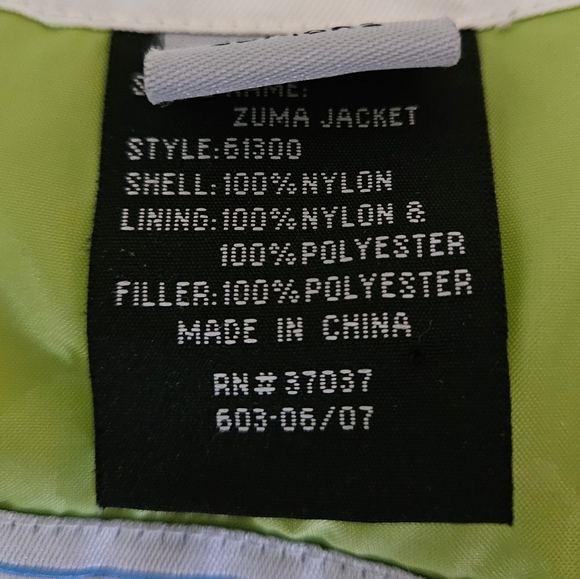 NAME:
ZUMA JACKET
STYLE:61300
SHELL:100%NYLON
LINING:100%NYLON &
100%POLYESTER
FILLER:100%POLYESTER
MADE IN CHINA
RN#37037
603-06/07